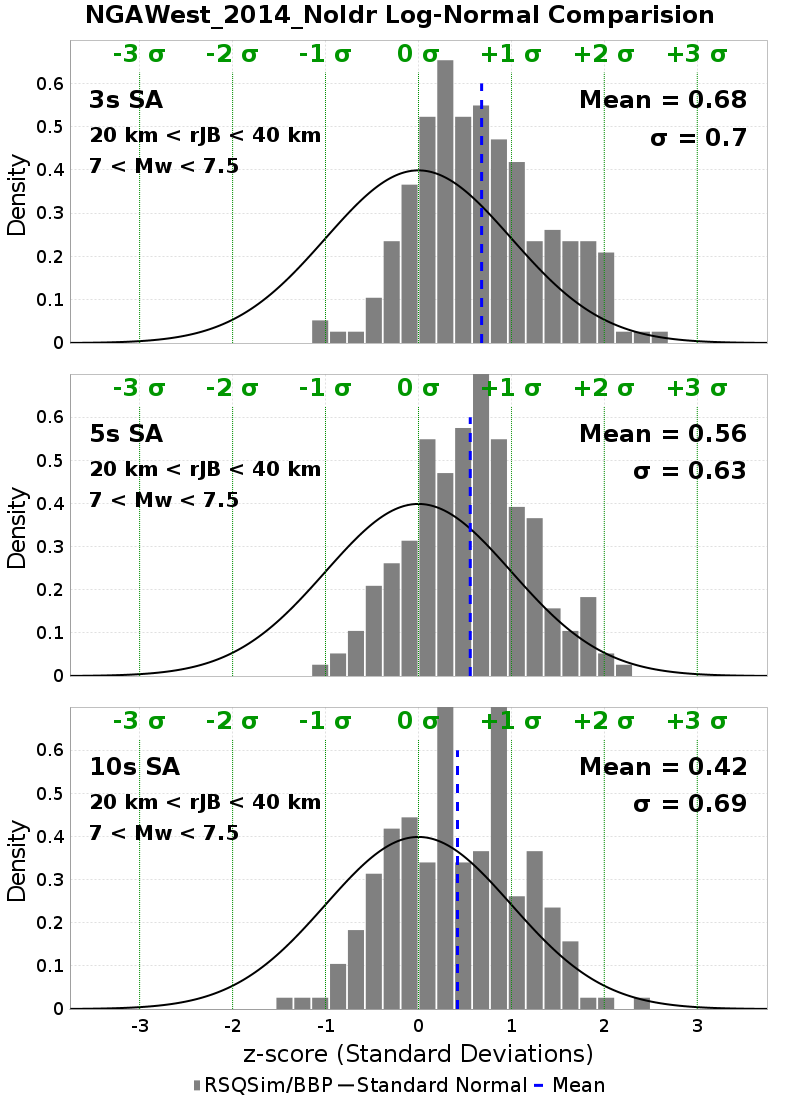 NGAWest_2014_NoIdr Log-Normal Comparision
-3 σ -2 σ -1 σ 0 σ +1 σ +2 σ +3 σ
3s SA
20 km < rJB < 40 km
7 < Mw < 7.5
Mean = 0.68
σ = 0.7
Density
0.6
0.5
0.4
0.3
0.2
0.1
0
-3 σ -2 σ -1 σ 0 σ +1 σ +2 σ +3 σ
5s SA
20 km < rJB < 40 km
7 < Mw < 7.5
Mean = 0.56
σ = 0.63
Density
0.6
0.5
0.4
0.3
0.2
0.1
0
-3 σ -2 σ -1 σ 0 σ +1 σ +2 σ +3 σ
10s SA
20 km < rJB < 40 km
7 < Mw < 7.5
Mean = 0.42
σ = 0.69
Density
0.6
0.5
0.4
0.3
0.2
0.1
0
-3 -2 -1 0 1 2 3
z-score (Standard Deviations)
RSQSim/BBP Standard Normal Mean